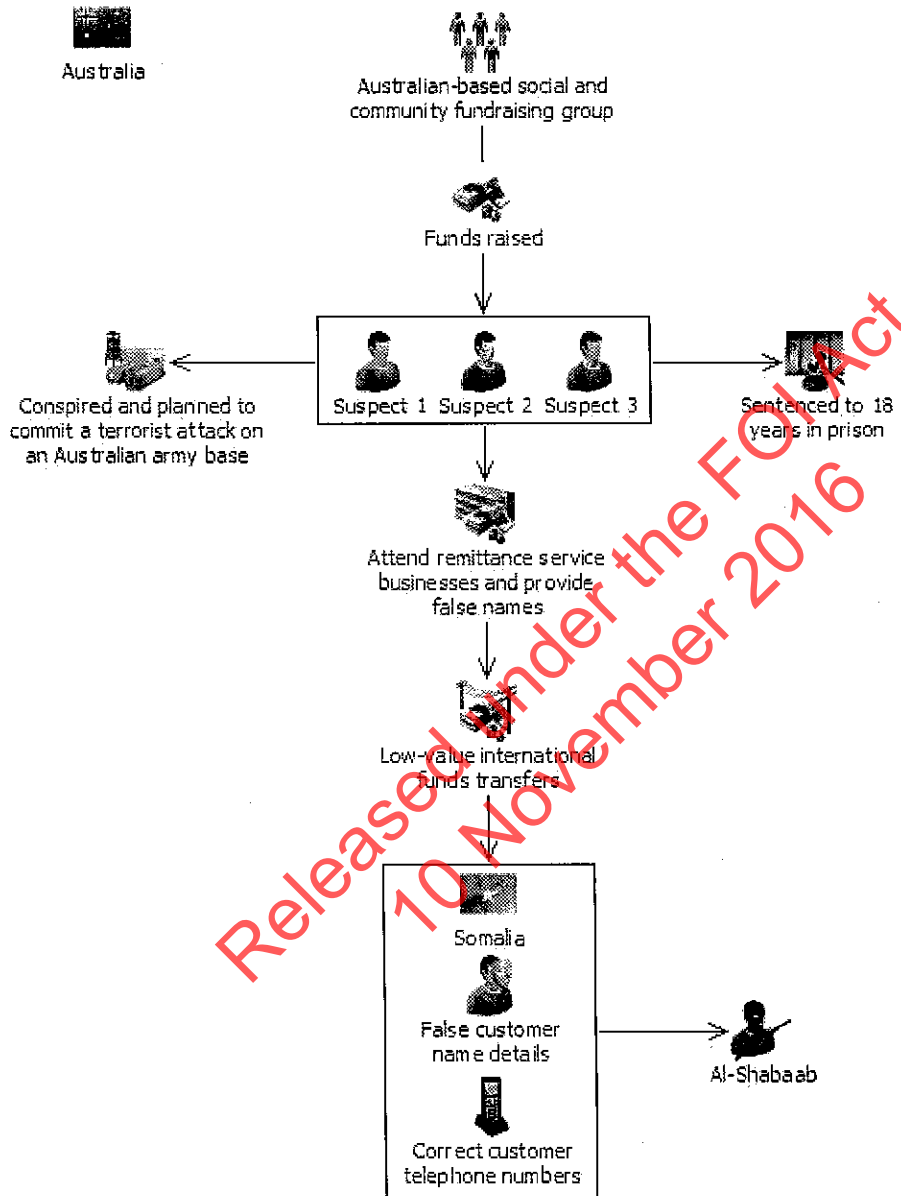 Australia
Australian-based social and
community fundraising group
Funds raised
Suspect 1 Suspect 2 Suspect 3
Conspired and planned to
commit a terrorist attack on
an Australian army base
Sentenced to 18
years in prison
Attend remittance service
businesses and provide
false names
Low-value international
funds transfers
Somalia
False customer
name details
Al-Shabaab
Correct customer
telephone numbers
Released under the FOI Act
10 November 2016